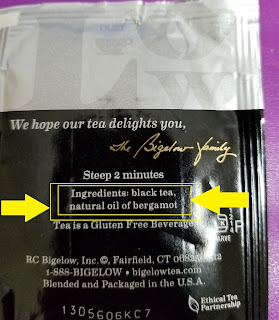 We hope our tea delights you,
The Bigelow family
Steep 2 minutes
Ingredients: black tea,
natural oil of bergamot
Tea is a Gluten Free Beverage
RC Bigelow, Inc.©, Fairfield, CT
1-888-BIGELOW • bigelowtea.com
Blended and Packaged in the U.S.A.
Ethical Tea
Partnership
1305606KC7